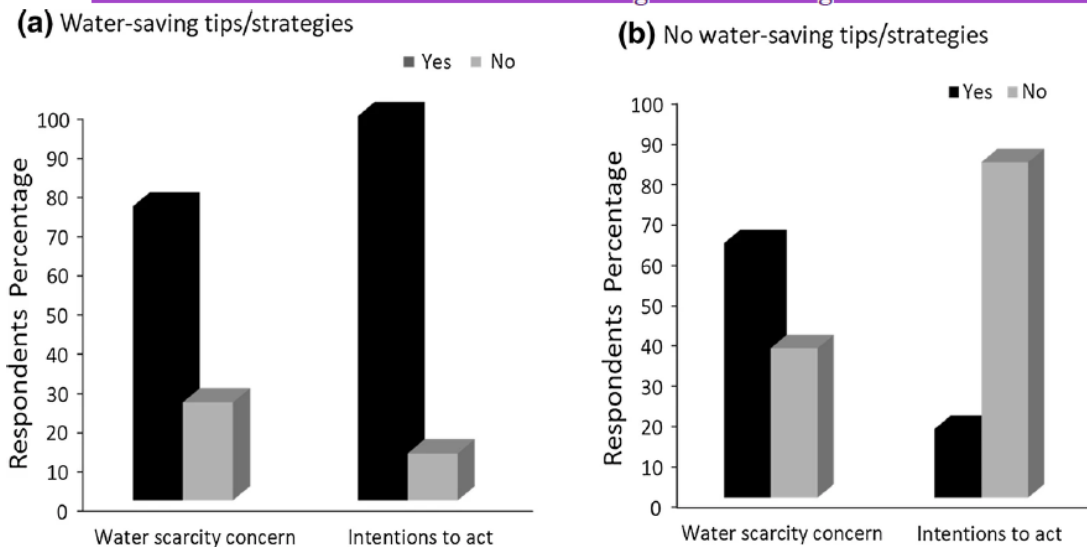 (a) Water-saving tips/strategies
Yes No
Respondents Percentage
100
90
80
70
60
50
40
30
20
10
0
Water scarcity concern Intentions to act
(b) No water-saving tips/strategies
Yes No
Respondents Percentage
100
90
80
70
60
50
40
30
20
10
0
Water scarcity concern Intentions to act